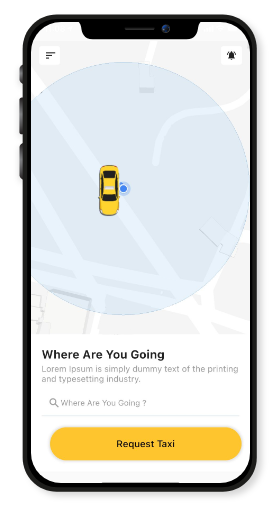 Where Are You Going
Lorem Ipsum is simply dummy text of the printing
and typesetting industry.
Where Are You Going ?
Request Taxi